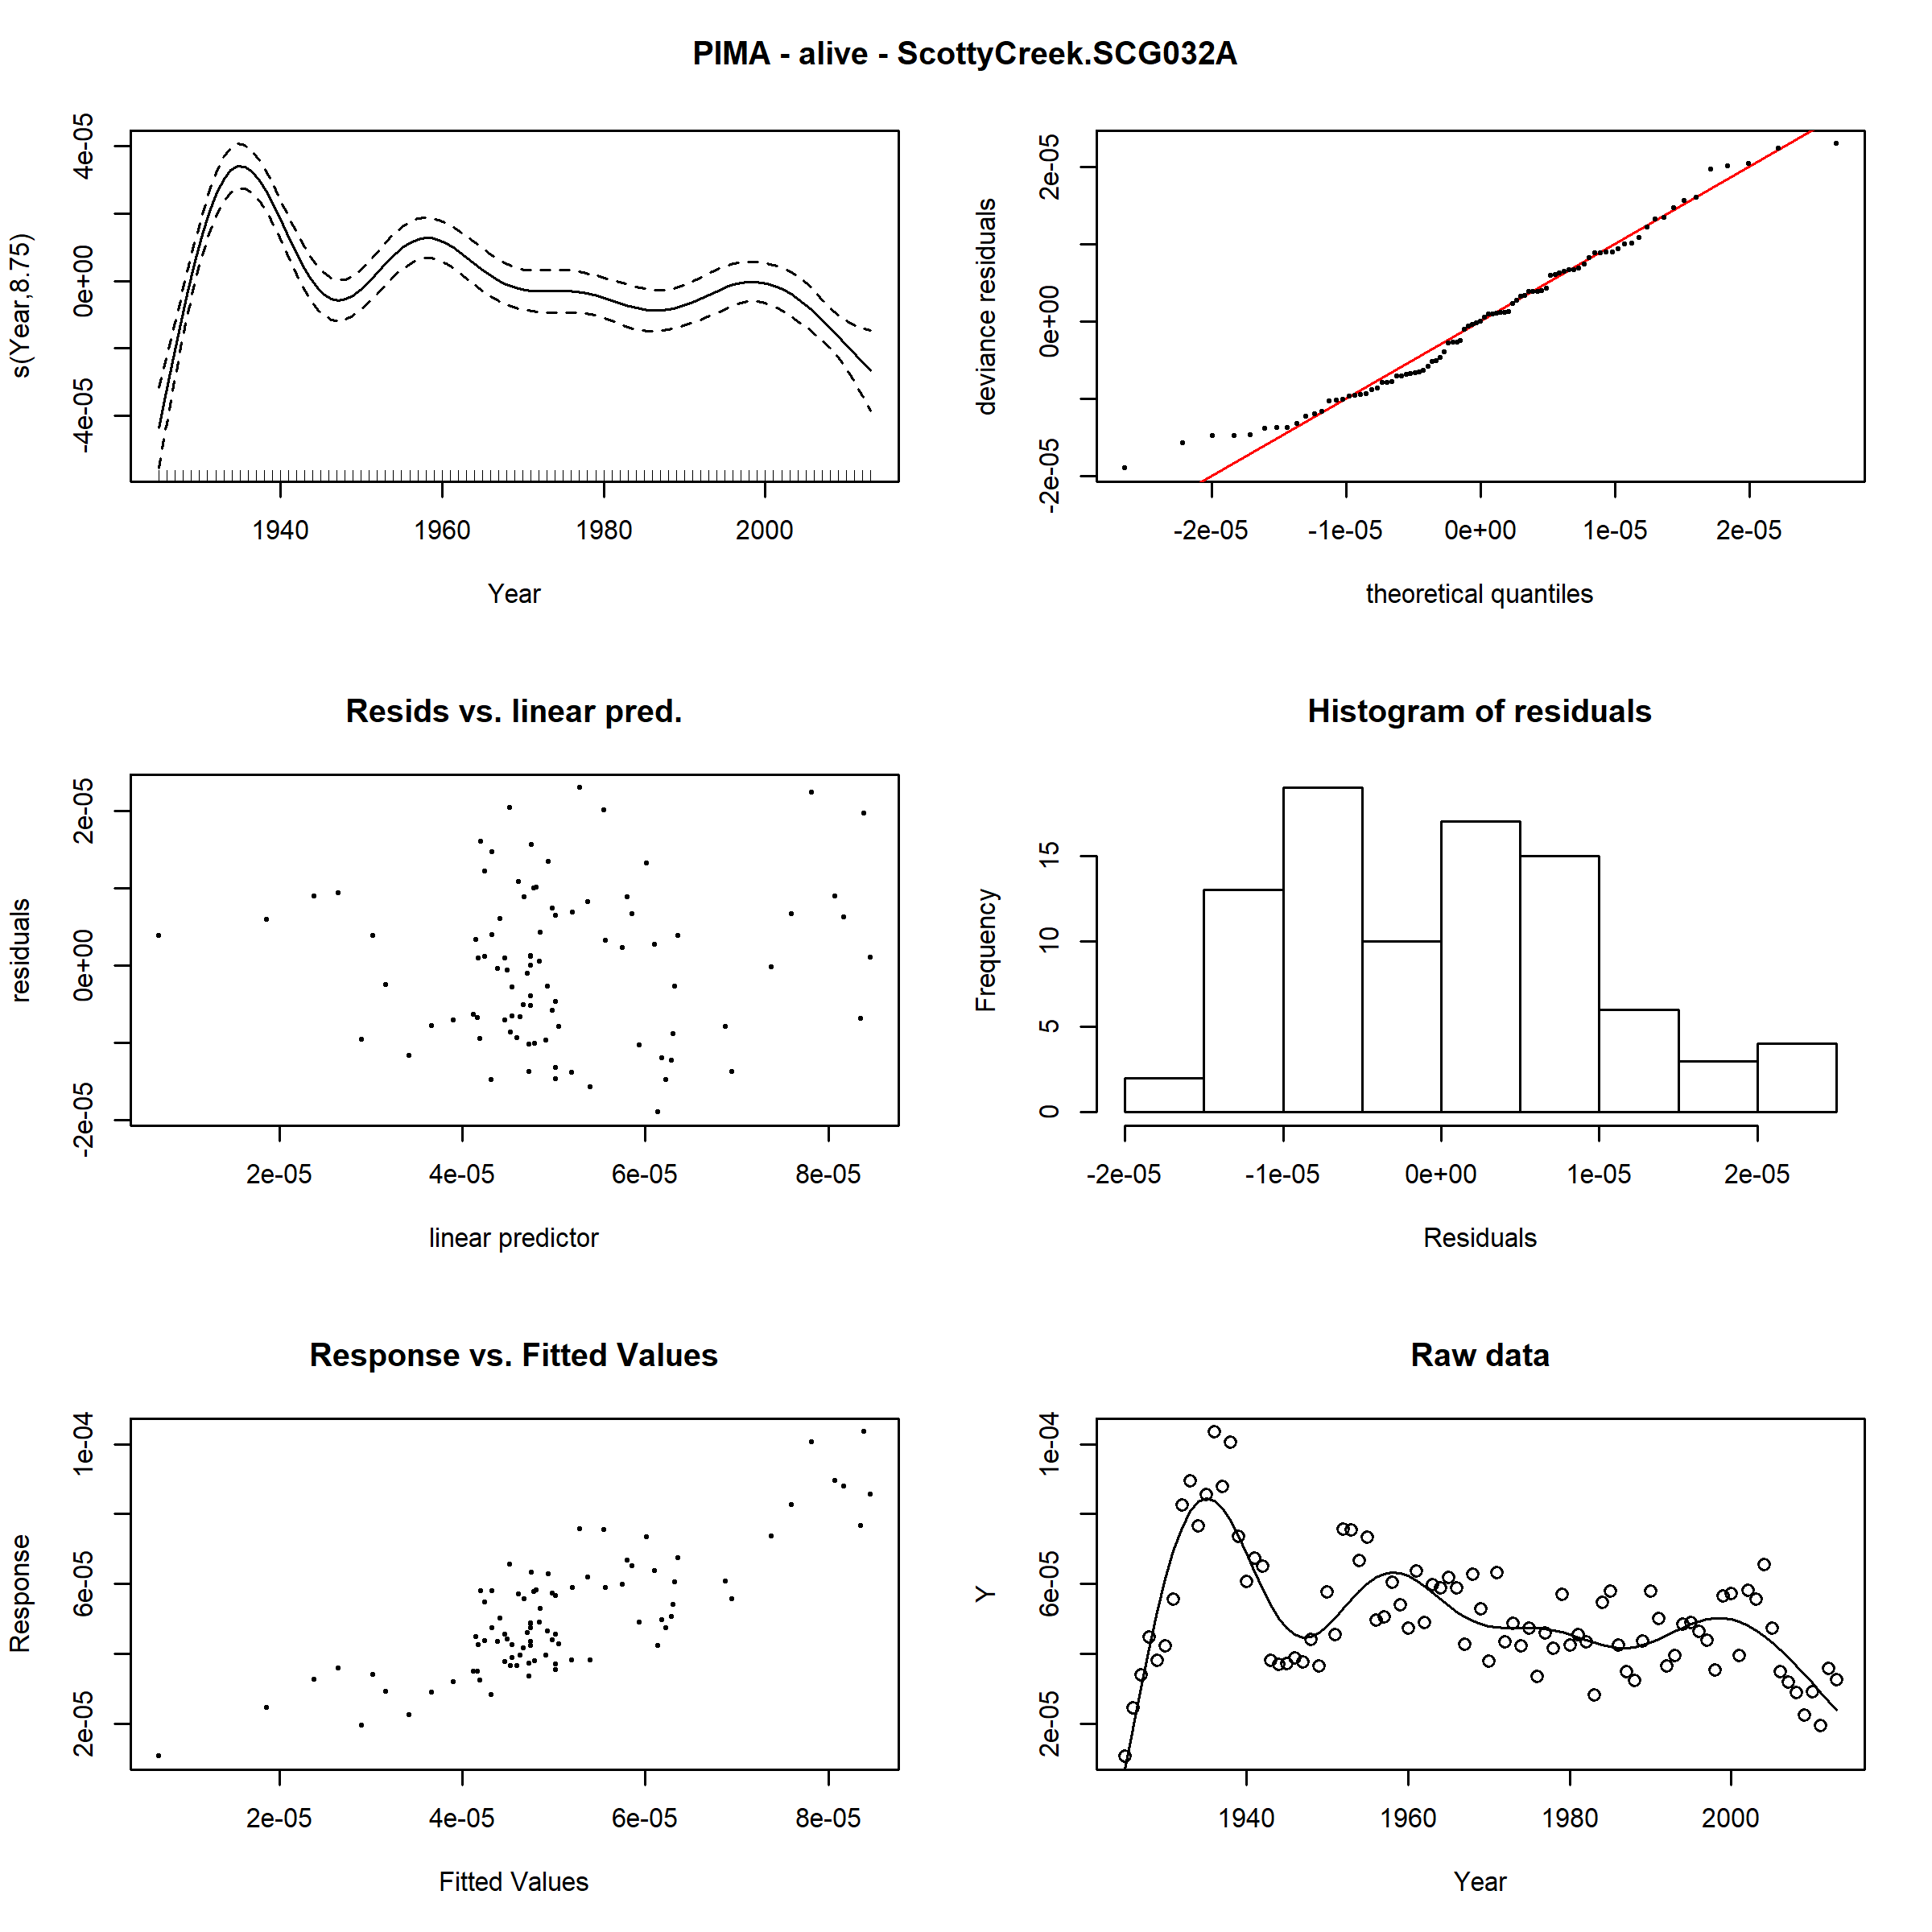 PIMA - alive - ScottyCreek.SCG032A
s(Year,8.75)
4e-05
0e+00
-4e-05
1940 1960 1980 2000
Year
deviance residuals
2e-05
0e+00
-2e-05
-2e-05 -1e-05 0e+00 1e-05 2e-05
theoretical quantiles
Resids vs. linear pred.
residuals
2e-05
0e+00
-2e-05
2e-05 4e-05 6e-05 8e-05
linear predictor
Histogram of residuals
Frequency
15
10
5
0
-2e-05 -1e-05 0e+00 1e-05 2e-05
Residuals
Response vs. Fitted Values
Response
1e-04
6e-05
2e-05
2e-05 4e-05 6e-05 8e-05
Fitted Values
Raw data
Y
1e-04
6e-05
2e-05
1940 1960 1980 2000
Year